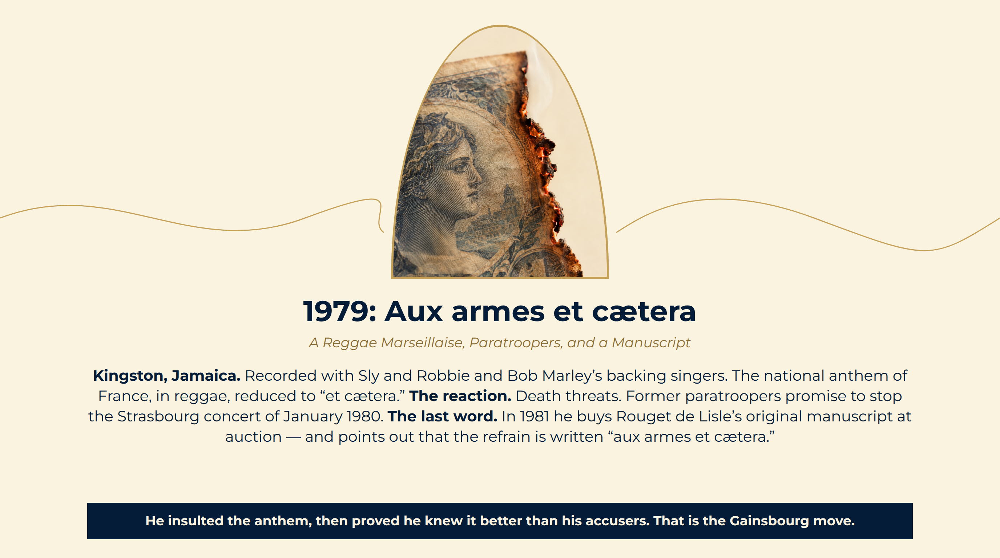 1979: Aux armes et cætera
A Reggae Marseillaise, Paratroopers, and a Manuscript
Kingston, Jamaica. Recorded with Sly and Robbie and Bob Marley’s backing singers. The national anthem of
France, in reggae, reduced to “et cætera.” The reaction. Death threats. Former paratroopers promise to stop
the Strasbourg concert of January 1980. The last word. In 1981 he buys Rouget de Lisle’s original manuscript at
auction — and points out that the refrain is written “aux armes et cætera.”
He insulted the anthem, then proved he knew it better than his accusers. That is the Gainsbourg move.